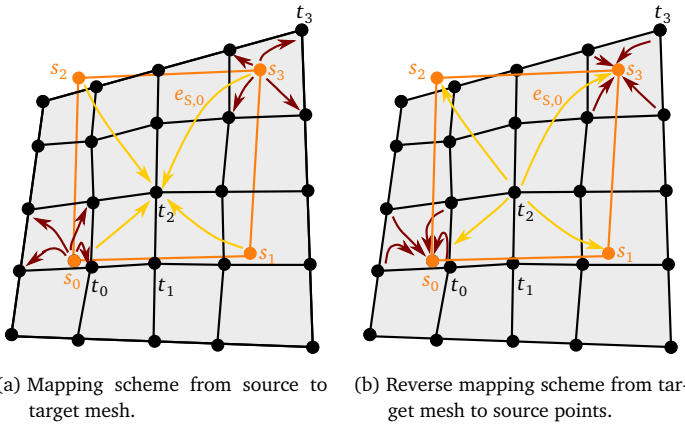 t3
t3
s2
s3
s2
s3
eS,0
eS,0
t2
t2
s1
s1
s0
s0
t0
t1
t0
t1
(a) Mapping scheme from source to
target mesh.
(b) Reverse mapping scheme from tar-
get mesh to source points.